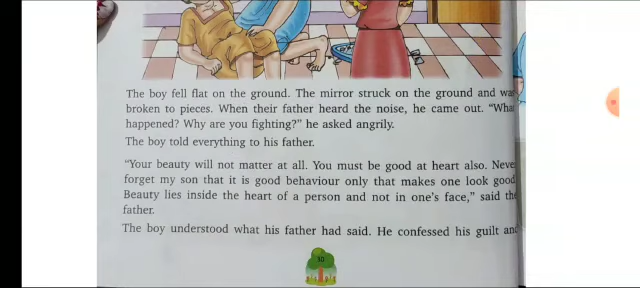 The boy fell flat on the ground. The mirror struck on the ground and was
broken to pieces. When their father heard the noise, he came out. “What
happened? Why are you fighting?” he asked angrily.
The boy told everything to his father.
“Your beauty will not matter at all. You must be good at heart also. Never
forget my son that it is good behaviour only that makes one look good
Beauty lies inside the heart of a person and not in one’s face,” said the
father.
The boy understood what his father had said. He confessed his guilt and
30